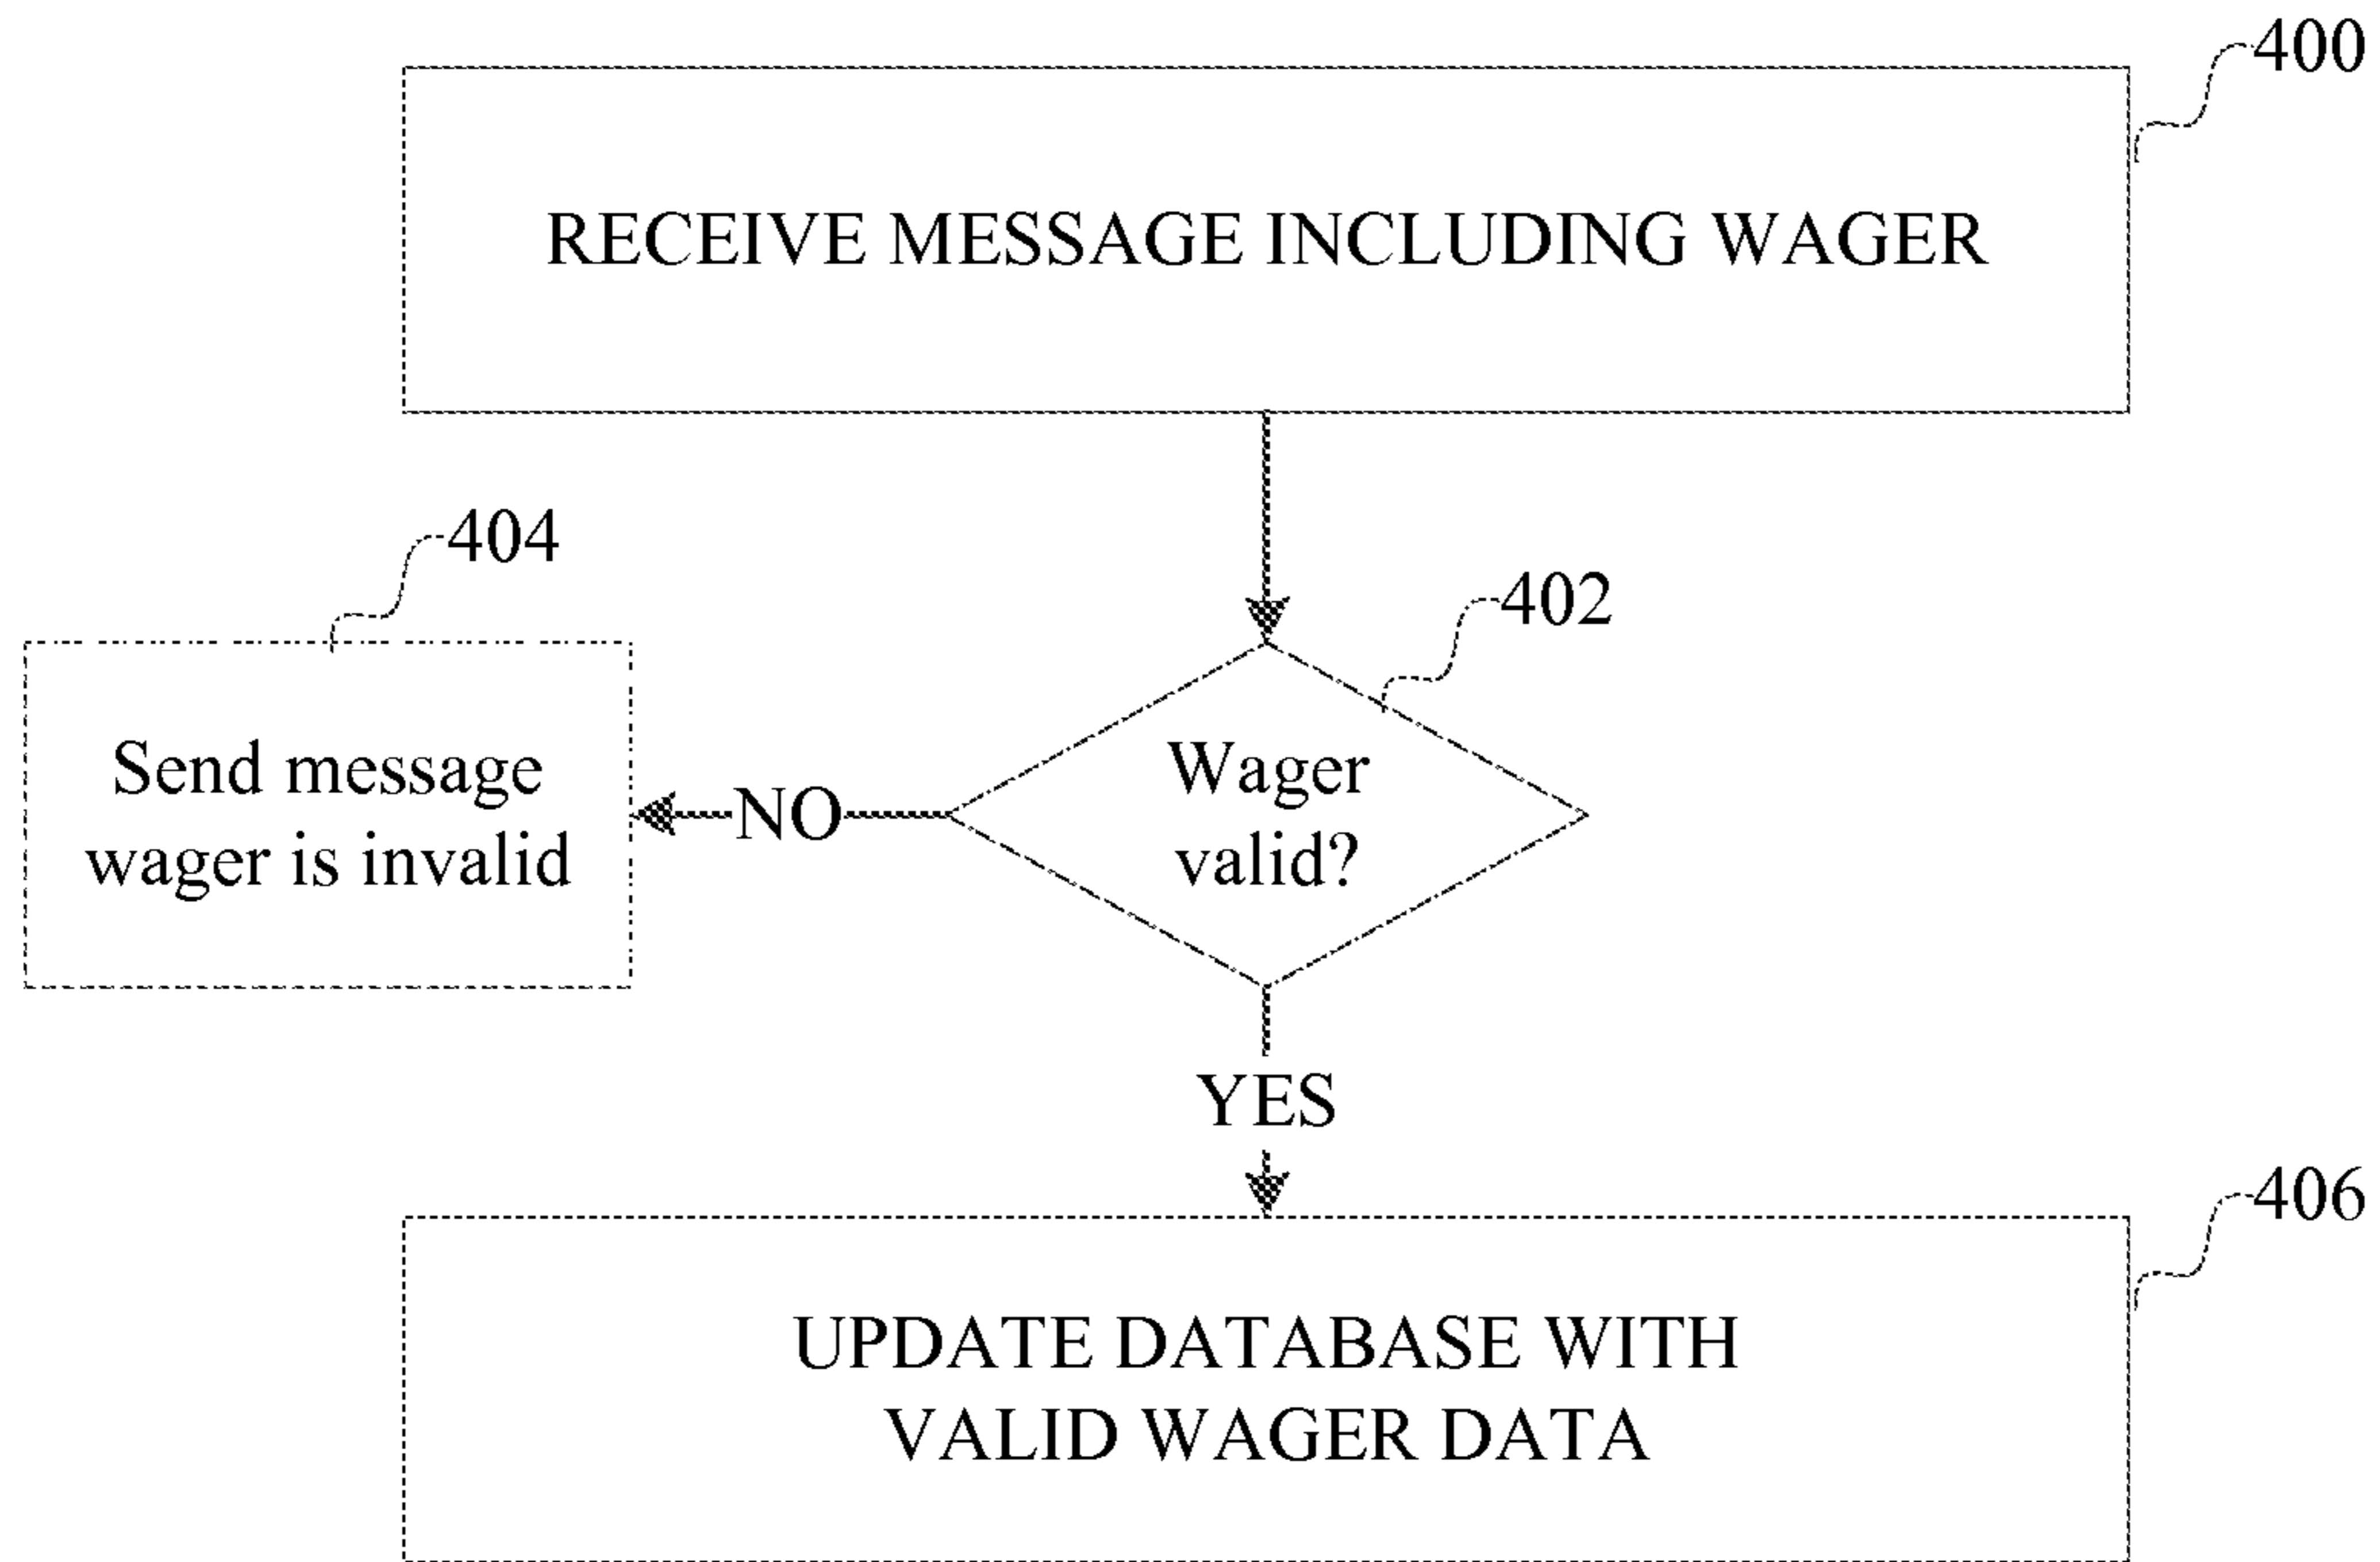 400
RECEIVE MESSAGE INCLUDING WAGER
404
402
Send message
wager is invalid
NO
Wager
valid?
YES
406
UPDATE DATABASE WITH
VALID WAGER DATA